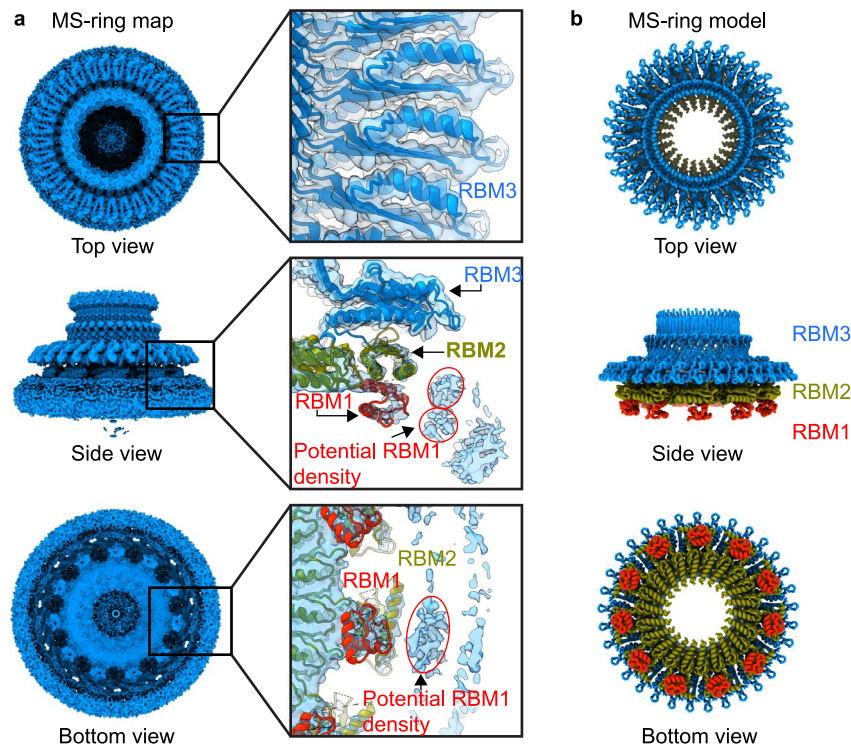 a
MS-ring map
b
MS-ring model
RBM3
Top view
Top view
RBM3
RBM2
RBM1
Potential RBM1
density
Side view
RBM3
RBM2
RBM1
Side view
RBM2
RBM1
Potential RBM1
density
Bottom view
Bottom view